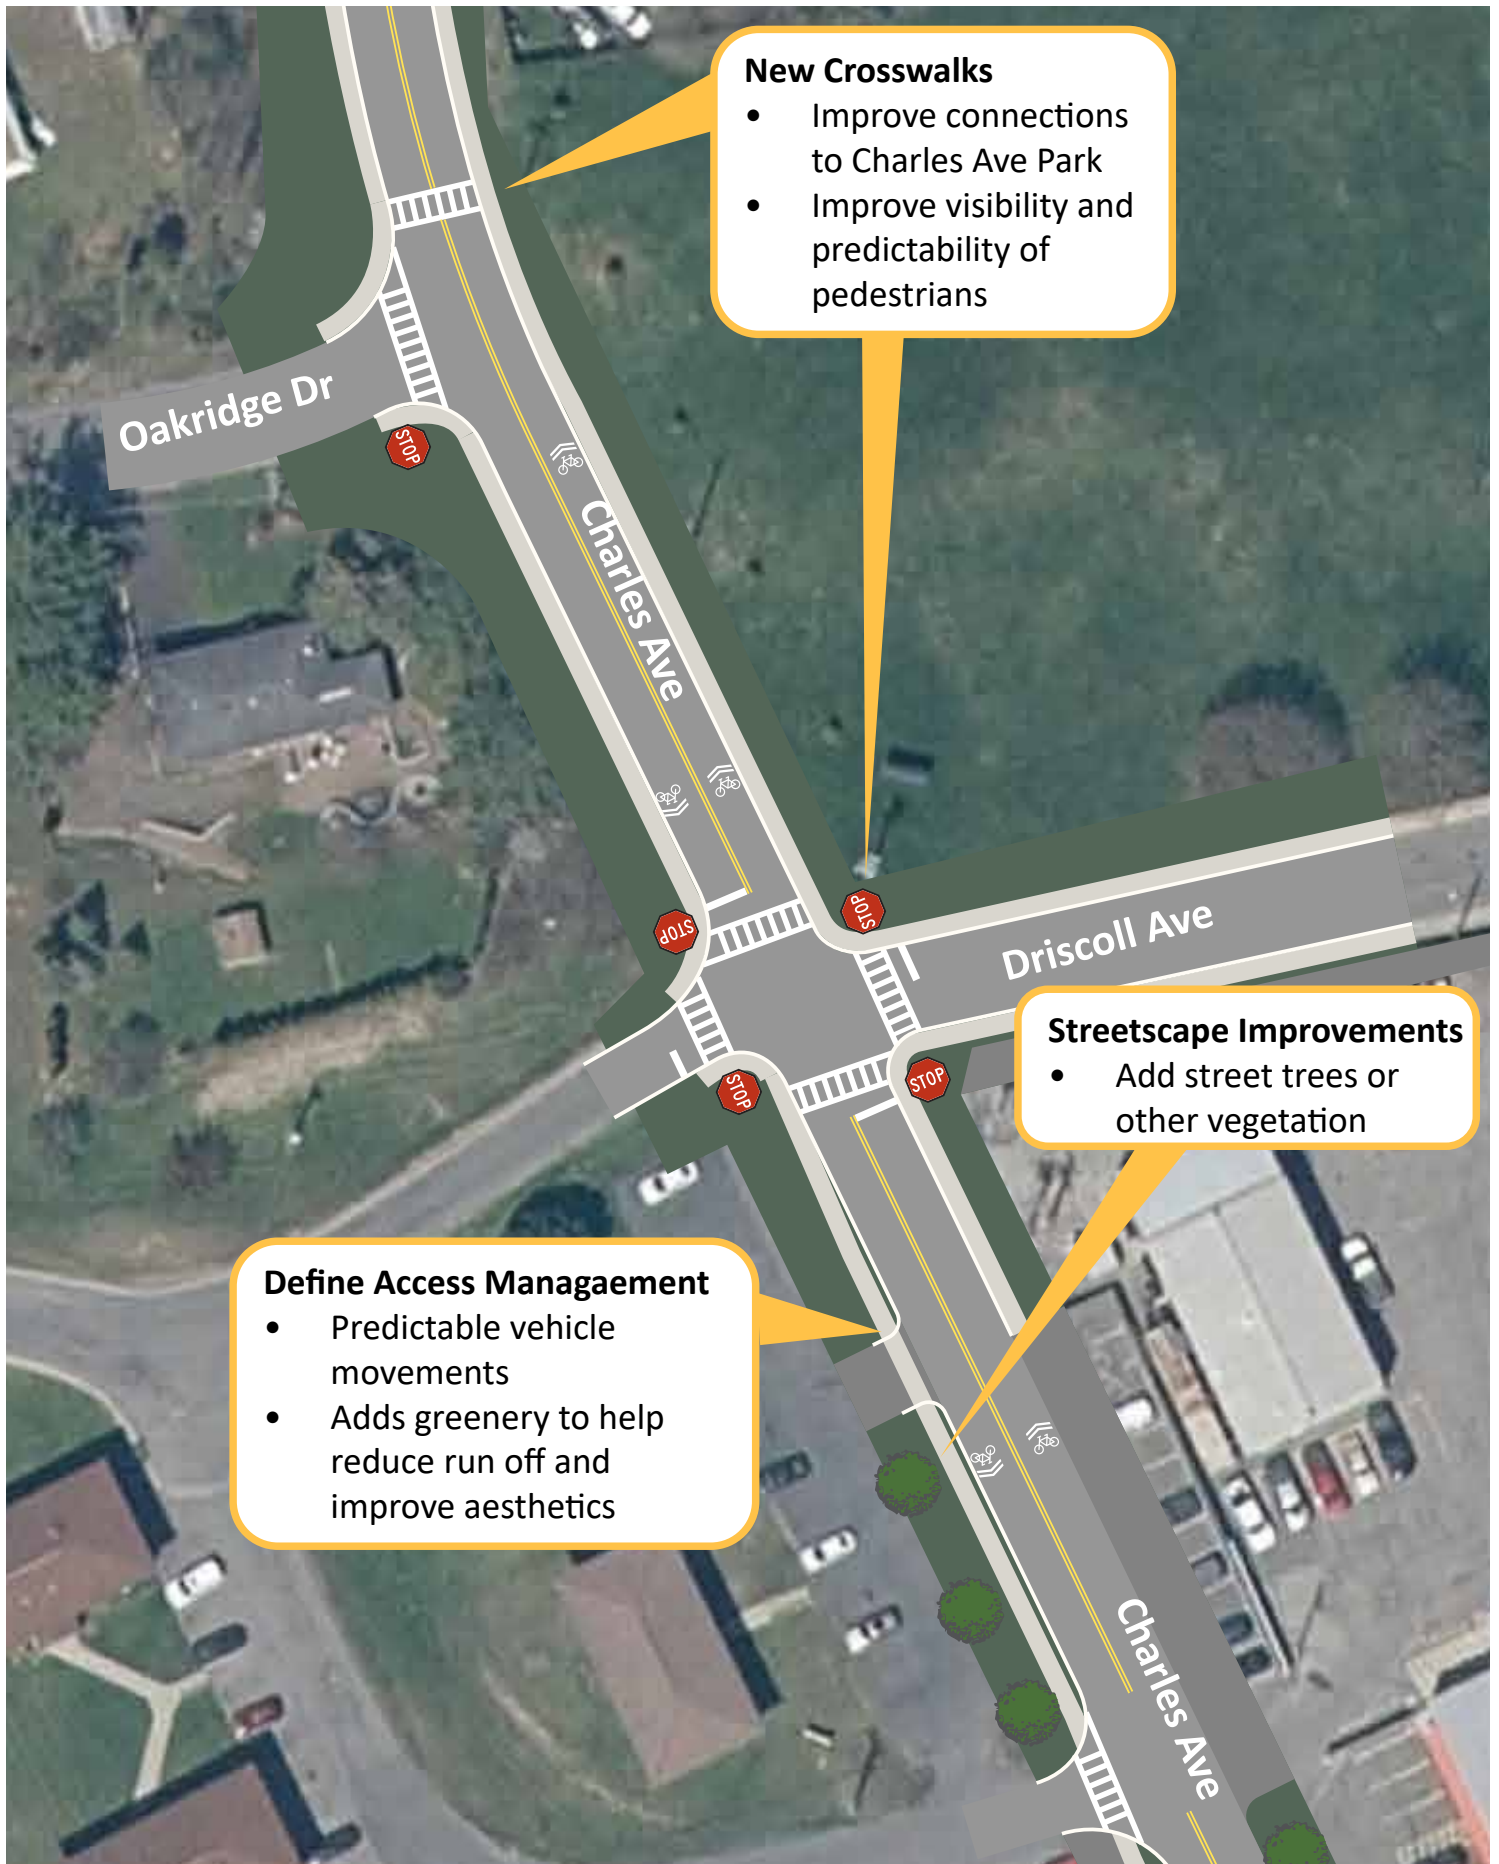 New Crosswalks
• Improve connections
to Charles Ave Park
• Improve visibility and
predictability of
pedestrians
Oakridge Dr
STOP
Charles Ave
STOP
STOP
Driscoll Ave
Streetscape Improvements
• Add street trees or
other vegetation
STOP
STOP
Define Access Managaement
• Predictable vehicle
movements
• Adds greenery to help
reduce run off and
improve aesthetics
Charles Ave